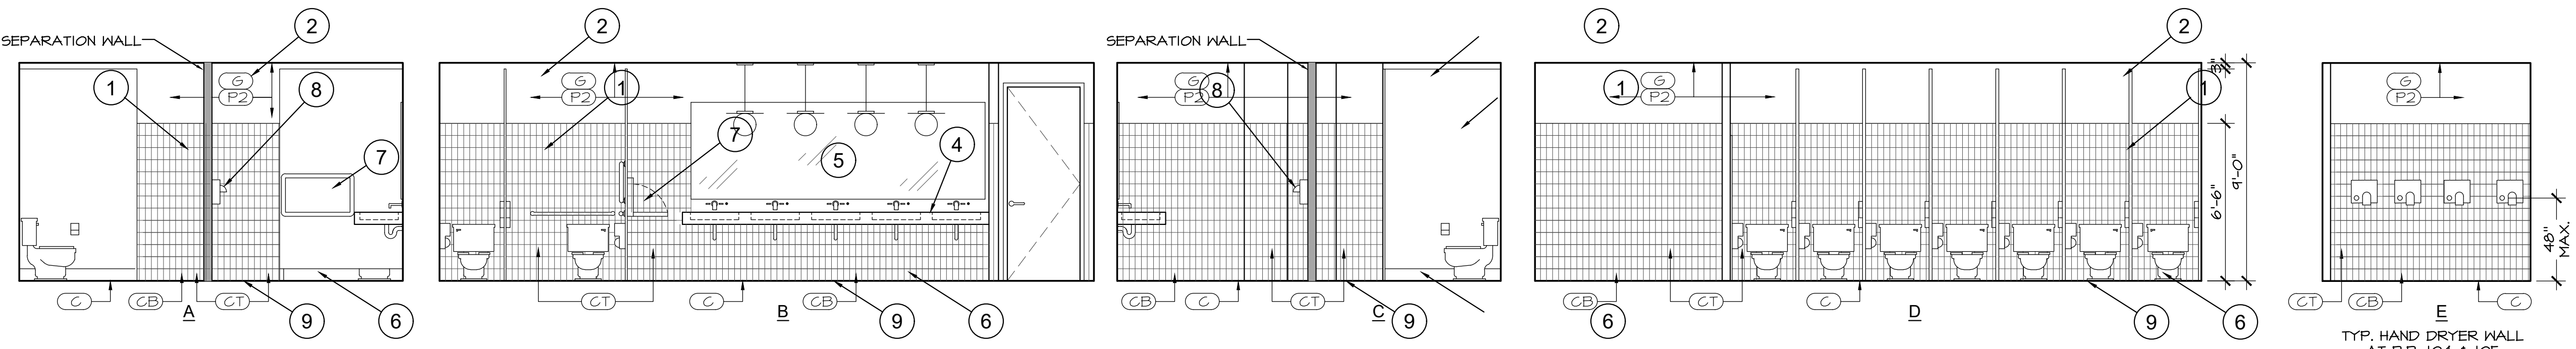 SEPARATION WALL
2
G
P2
1
8
7
C
CB
CT
A
9
6
2
G
P2
1
7
5
4
CT
C
CB
B
9
6
SEPARATION WALL
G
P2
8
CB
C
CT
C
9
2
1
G
P2
2
1
3"
6'-6"
9'-0"
CB
6
CT
C
D
9
6
G
P2
48"
MAX.
CT
CB
C
E
TYP. HAND DRYER WALL